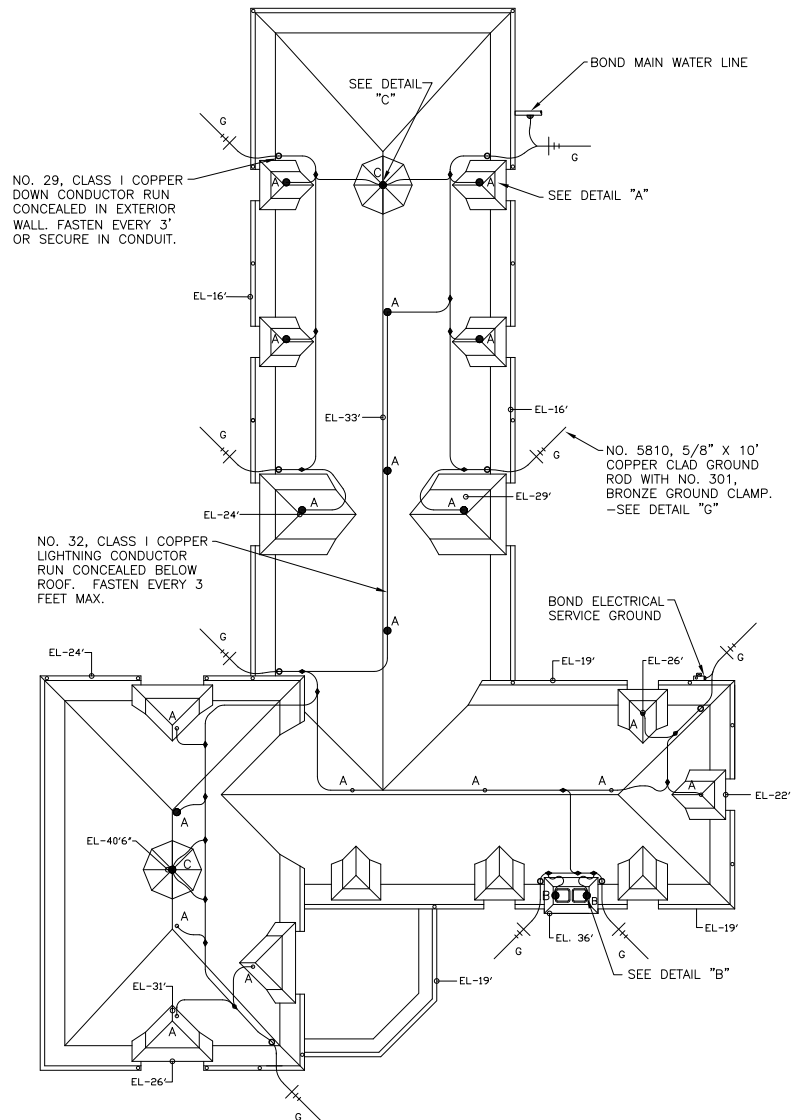 BOND MAIN WATER LINE
SEE DETAIL
"C"
G
G
NO. 29, CLASS I COPPER
DOWN CONDUCTOR RUN
CONCEALED IN EXTERIOR
WALL. FASTEN EVERY 3'
OR SECURE IN CONDUIT.
C
A
A
SEE DETAIL "A"
EL-16'
A
A
A
EL-33'
EL-16'
G
G
NO. 5810, 5/8" X 10'
COPPER CLAD GROUND
ROD WITH NO. 301,
BRONZE GROUND CLAMP.
-SEE DETAIL "G"
A
A
A
EL-29'
EL-24'
NO. 32, CLASS I COPPER
LIGHTNING CONDUCTOR
RUN CONCEALED BELOW
ROOF. FASTEN EVERY 3
FEET MAX.
BOND ELECTRICAL
SERVICE GROUND
A
G
G
EL-24'
EL-19'
EL-26'
A
A
A
A
A
A
EL-22'
A
EL-40'6"
C
B
B
A
EL. 36'
EL-19'
G
G
A
SEE DETAIL "B"
EL-19'
EL-31'
A
EL-26'
G